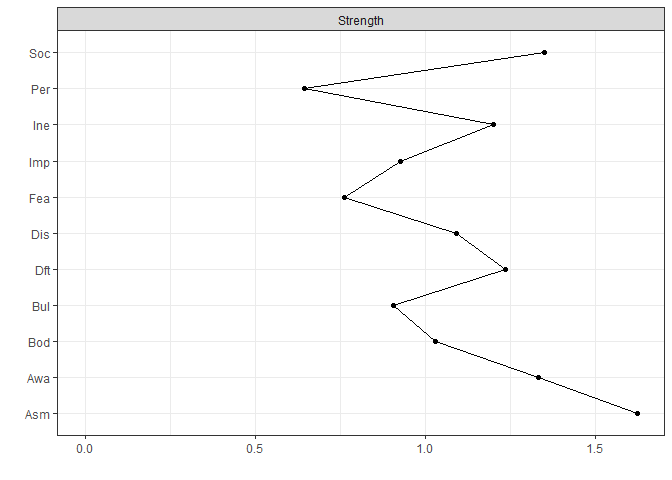 Strength
Soc
Per
Ine
Imp
Fea
Dis
Dft
Bul
Bod
Awa
Asm
0.0 0.5 1.0 1.5